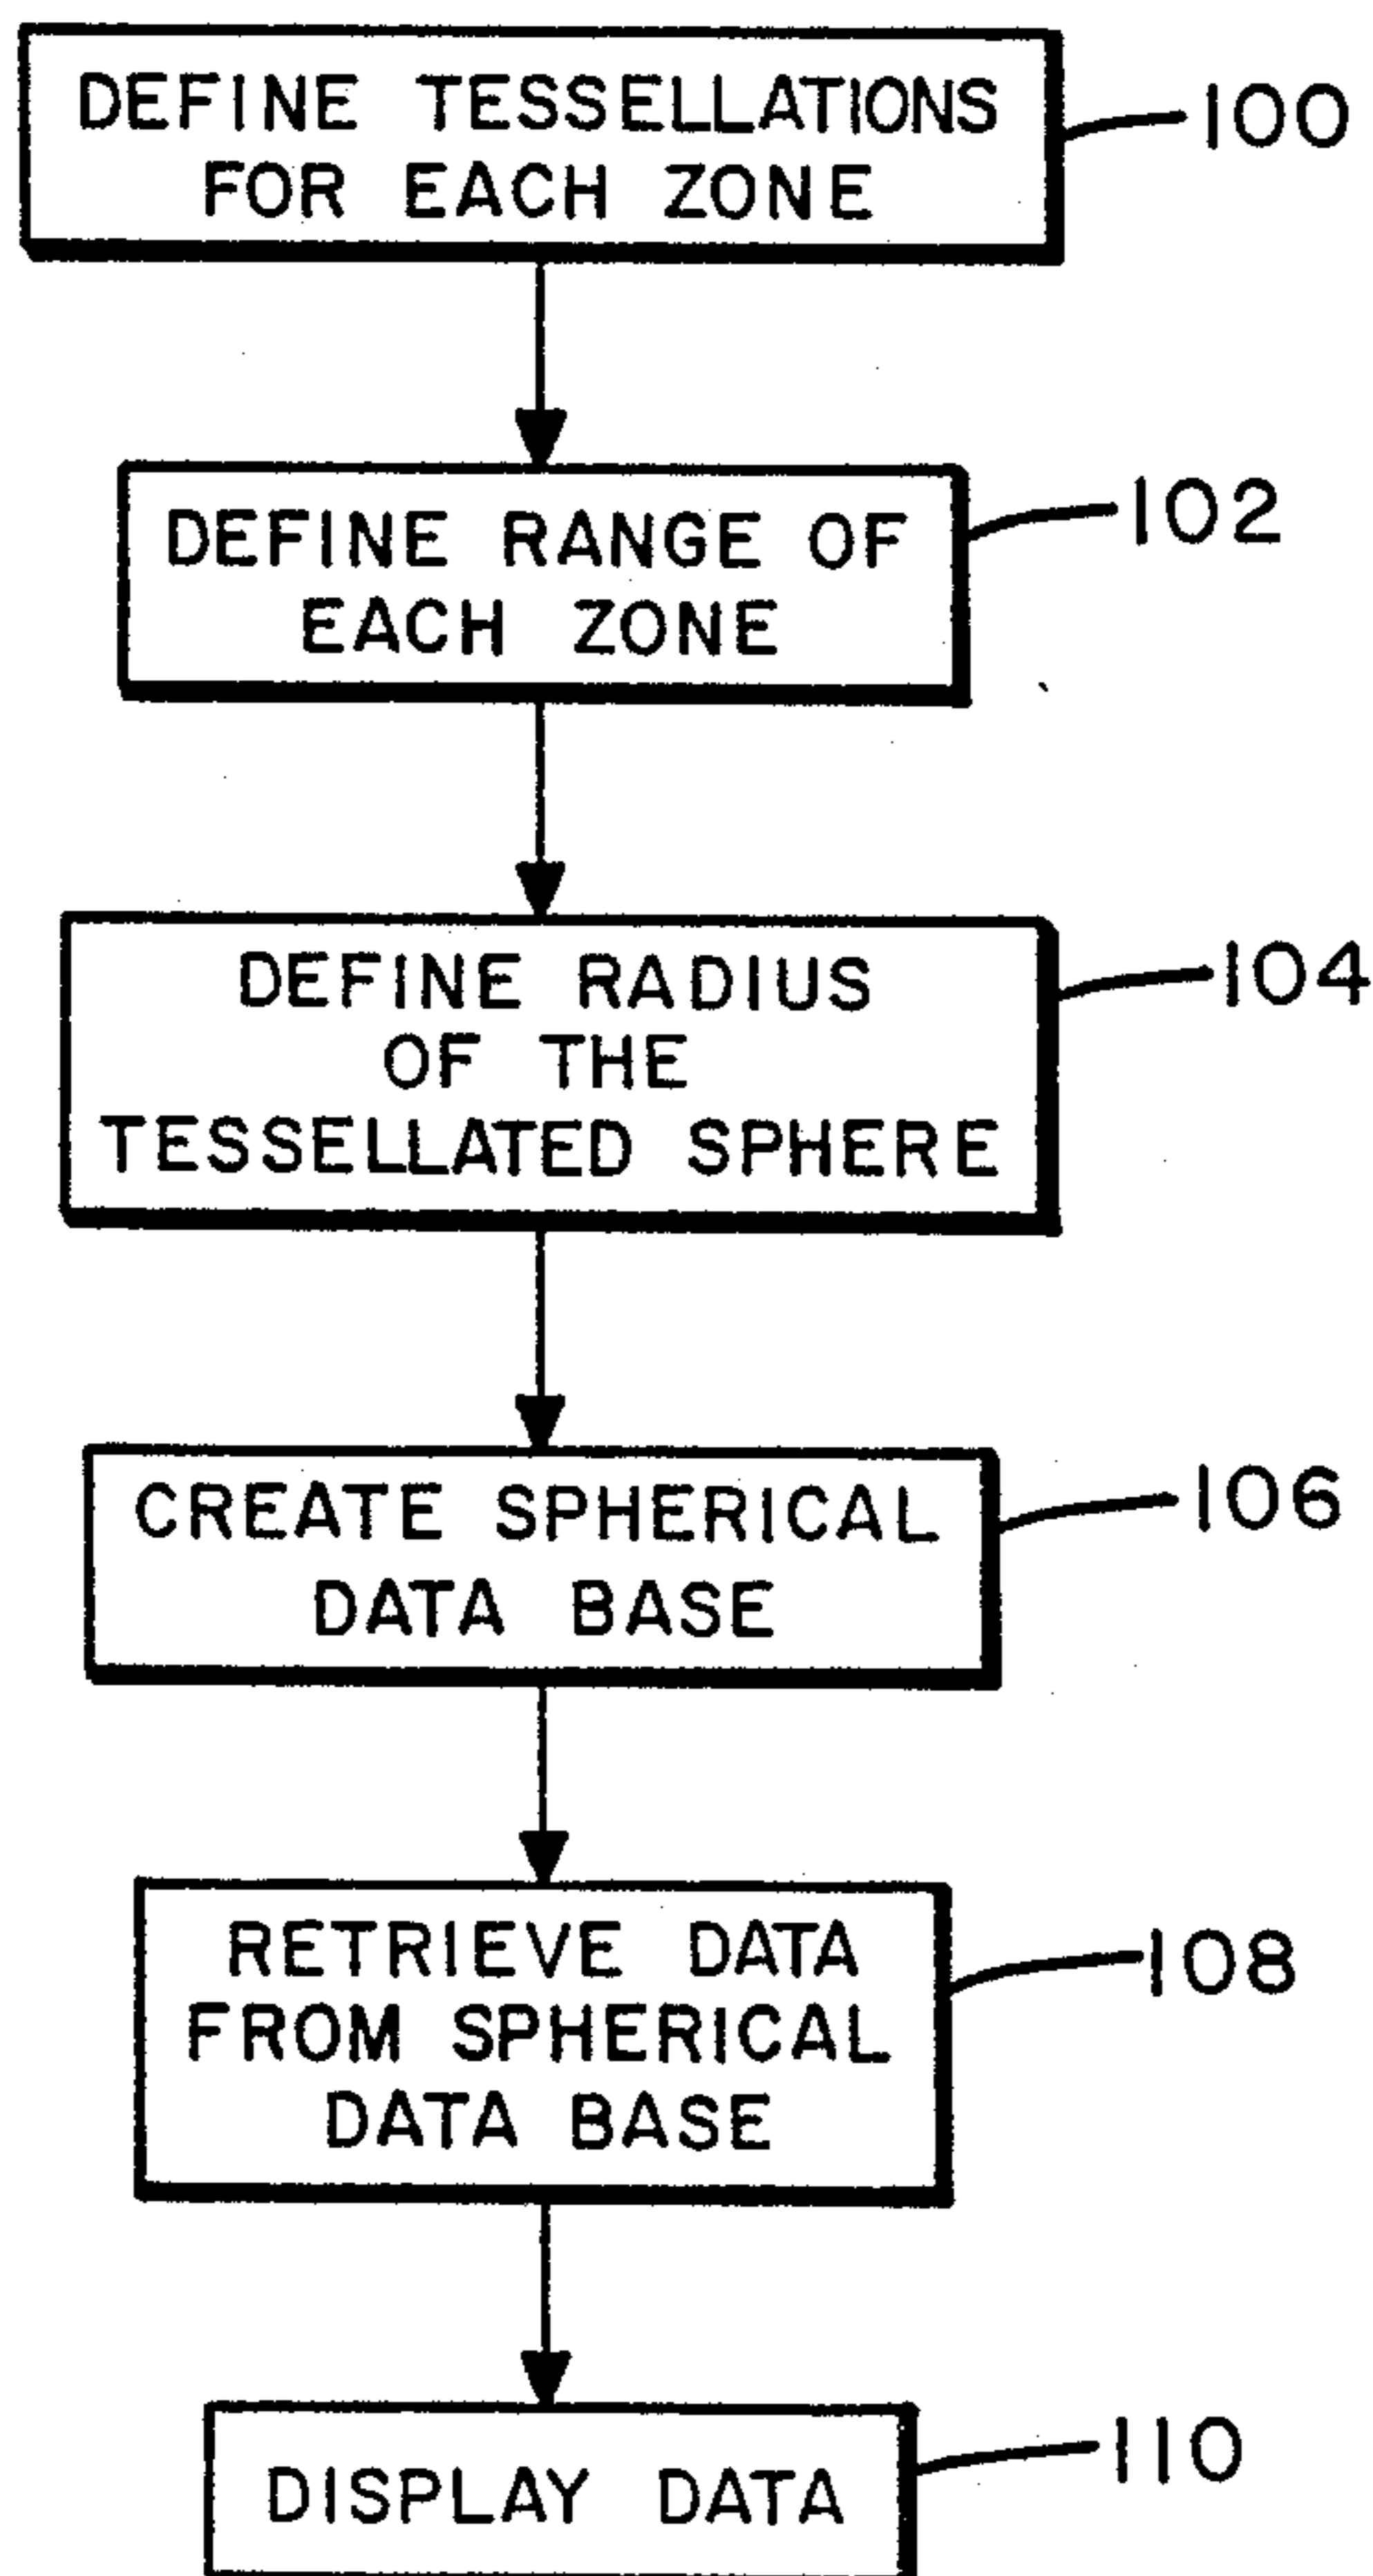 DEFINE TESSELLATIONS
FOR EACH ZONE
100
DEFINE RANGE OF
EACH ZONE
102
DEFINE RADIUS
OF THE
TESSELLATED SPHERE
104
CREATE SPHERICAL
DATA BASE
106
RETRIEVE DATA
FROM SPHERICAL
DATA BASE
108
DISPLAY DATA
110